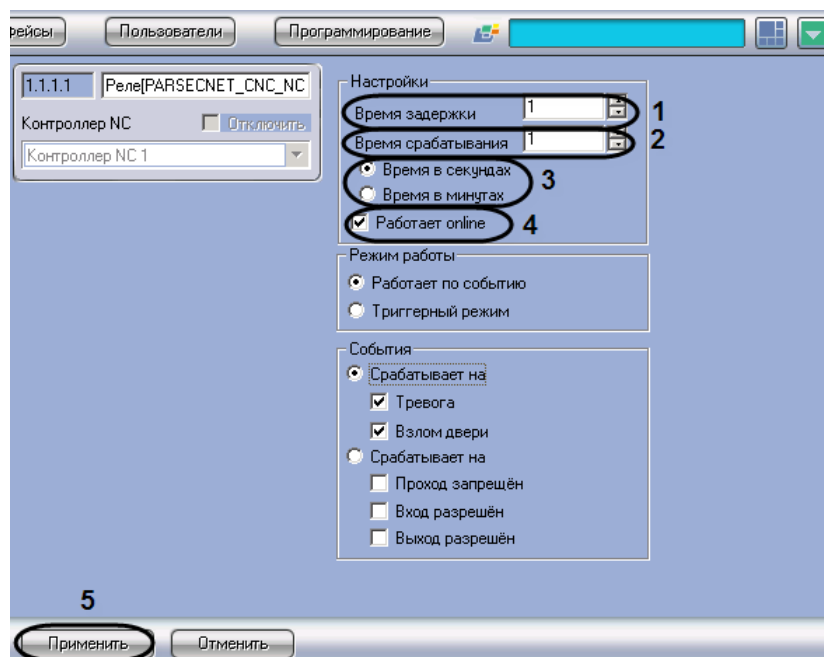 рейсы Пользователи Программирование
1.1.1.1 Реле[PARSECNET_CNC_NC
Контроллер NC Отключить
Контроллер NC 1
Настройки
Время задержки 1 1
Время срабатывания 1 2
Время в секундах
Время в минутах
3
Работает online 4
Режим работы
Работает по событию
Триггерный режим
События
Срабатывает на
Тревога
Взлом двери
Срабатывает на
Проход запрещён
Вход разрешён
Выход разрешён
5
Применить Отменить